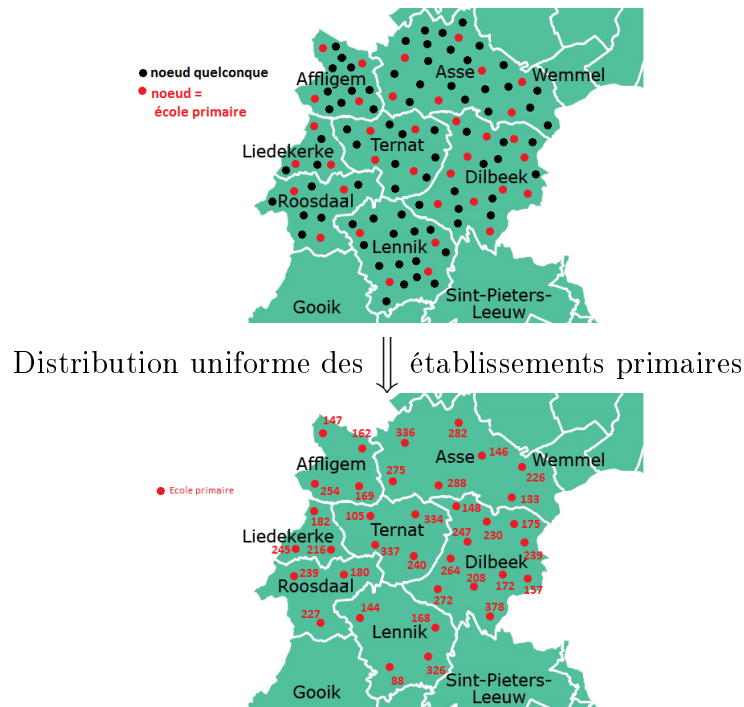 noeud quelconque
noeud =
école primaire
Affligem
Asse
Wemmel
Liedekerke
Ternat
Dilbeek
Roosdaal
Lennik
Gooik
Sint-Pieters-
Leeuw
Distribution uniforme des établissements primaires
147
162
336
282
146
Affligem
Asse
Wemmel
275
226
Ecole primaire
254
169
288
133
182
105
334
148
175
Liedekerke
Ternat
247
230
245
216
337
239
240
264
Dilbeek
239
180
208
172
157
Roosdaal
272
227
144
168
378
Lennik
88
326
Gooik
Sint-Pieters-
Leeuw